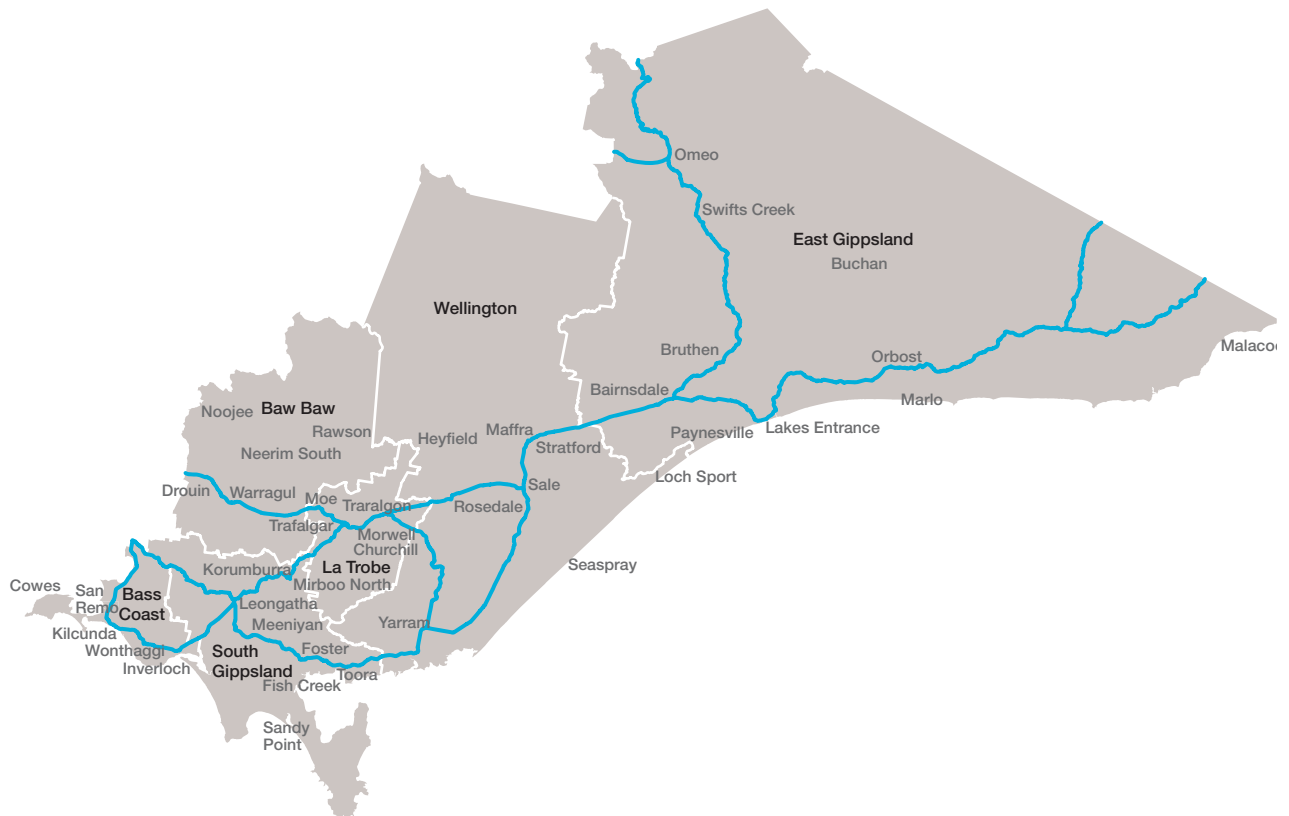 Omeo
Swifts Creek
East Gippsland
Buchan
Wellington
Malacoo
Bruthen
Orbost
Bairnsdale
Marlo
Noojee
Baw Baw
Rawson
Heyfield
Maffra
Stratford
Paynesville
Lakes Entrance
Neerim South
Loch Sport
Drouin
Warragul
Moe
Traralgon
Rosedale
Sale
Trafalgar
Morwell
Churchill
La Trobe
Seaspray
Korumburra
Mirboo North
Cowes
San
Remo
Bass
Coast
Leongatha
Meeniyan
Yarram
Kilcunda
Wonthaggi
Inverloch
South
Gippsland
Foster
Toora
Fish Creek
Sandy
Point